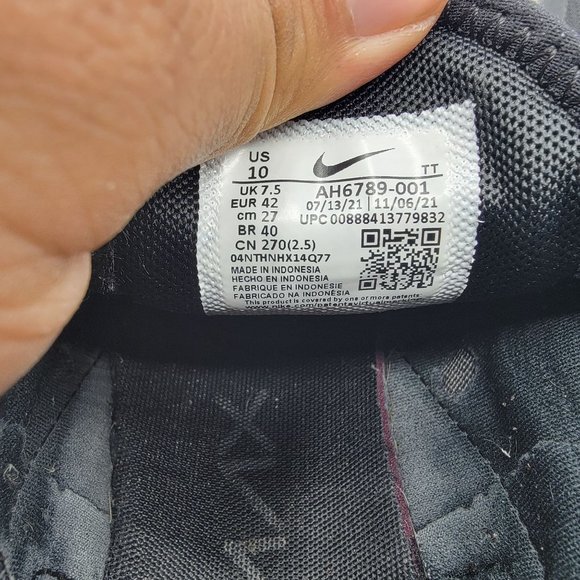 US
10
TT
UK 7.5
EUR 42
cm 27
BR 40
CN 270(2.5)
AH6789-001
07/13/21 | 11/06/21
UPC 00888413779832
04NTHNHX14Q77
MADE IN INDONESIA
HECHO EN INDONESIA
FABRIQUE EN INDONESIE
FABRICADO NA INDONÉSIA
This product is covered by one or more patents